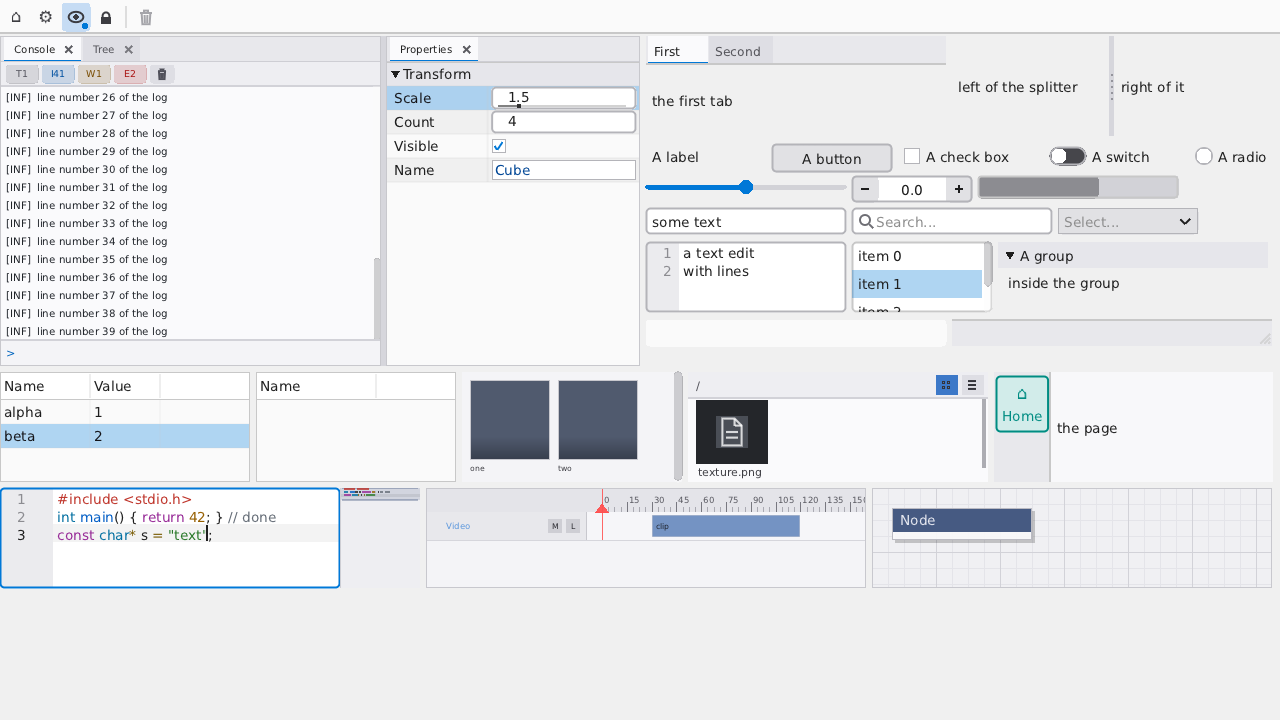 Console
Tree
T1 I41 W1 E2
[INF] line number 26 of the log
[INF] line number 27 of the log
[INF] line number 28 of the log
[INF] line number 29 of the log
[INF] line number 30 of the log
[INF] line number 31 of the log
[INF] line number 32 of the log
[INF] line number 33 of the log
[INF] line number 34 of the log
[INF] line number 35 of the log
[INF] line number 36 of the log
[INF] line number 37 of the log
[INF] line number 38 of the log
[INF] line number 39 of the log
>
Properties
Transform
Scale 1.5
Count 4
Visible
Name Cube
First Second
the first tab
left of the splitter
right of it
A label
A button
A check box
A switch
A radio
− 0.0 +
some text
Search...
Select...
1 a text edit
2 with lines
item 0
item 1
item 2
A group
inside the group
Name Value
alpha 1
beta 2
Name
one
two
/
texture.png
Home
the page
1 #include <stdio.h>
2 int main() { return 42; } // done
3 const char* s = "text";
0 15 30 45 60 75 90 105 120 135 150
Video M L
clip
Node